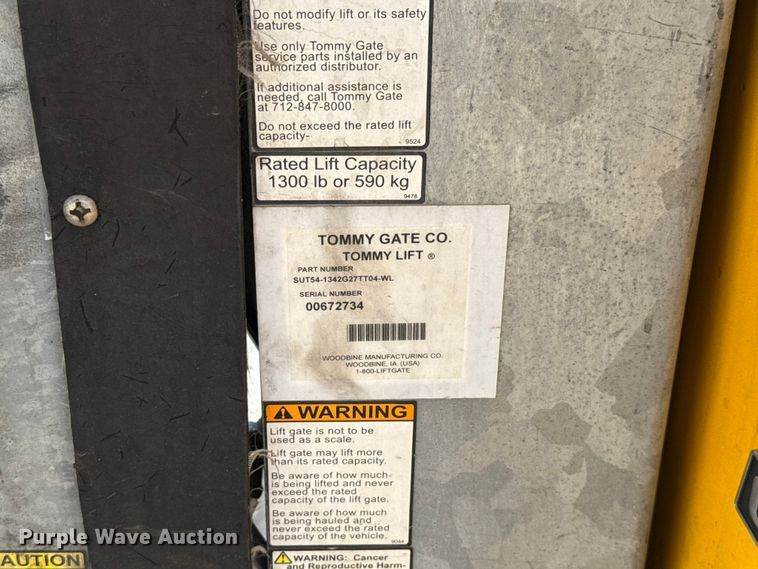 Do not modify lift or its safety
features.
Use only Tommy Gate
service parts installed by an
authorized distributor.
If additional assistance is
needed, call Tommy Gate
at 712-847-8000.
Do not exceed the rated lift
capacity-
9524
Rated Lift Capacity
1300 lb or 590 kg
9478
TOMMY GATE CO.
TOMMY LIFT ®
PART NUMBER
SUT54-1342G27TT04-WL
SERIAL NUMBER
00672734
WOODBINE MANUFACTURING CO.
WOODBINE, IA (USA)
1-800-LIFTGATE
WARNING
Lift gate is not to be
used as a scale.
Lift gate may lift more
than its rated capacity.
Be aware of how much
is being lifted and never
exceed the rated
capacity of the lift gate.
Be aware of how much
is being hauled and
never exceed the rated
capacity of the vehicle.
9044
WARNING: Cancer
and Reproductive Harm-
AUTION
Purple Wave Auction